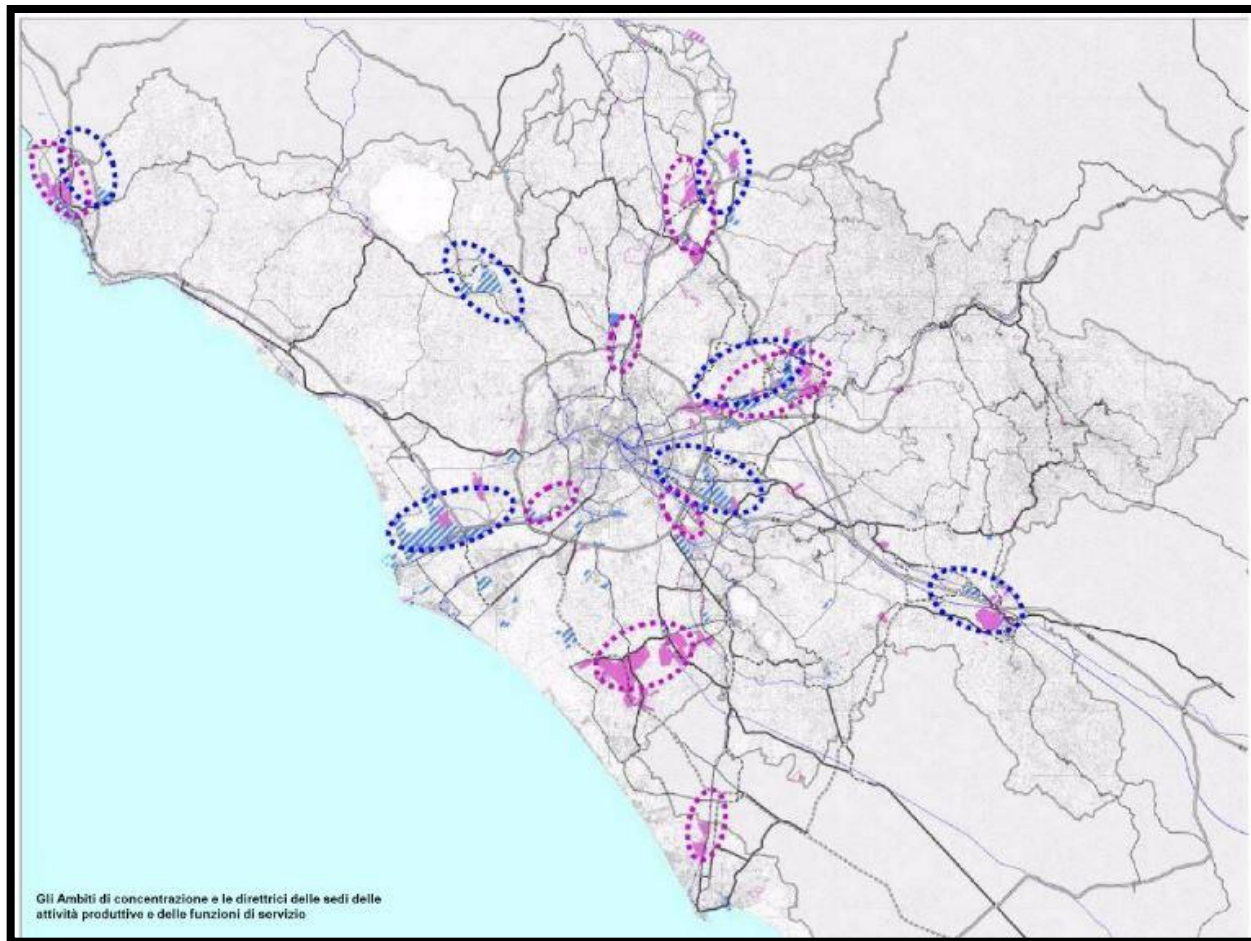 Gli Ambiti di concentrazione e le direttrici delle sedi delle
attività produttive e delle funzioni di servizio